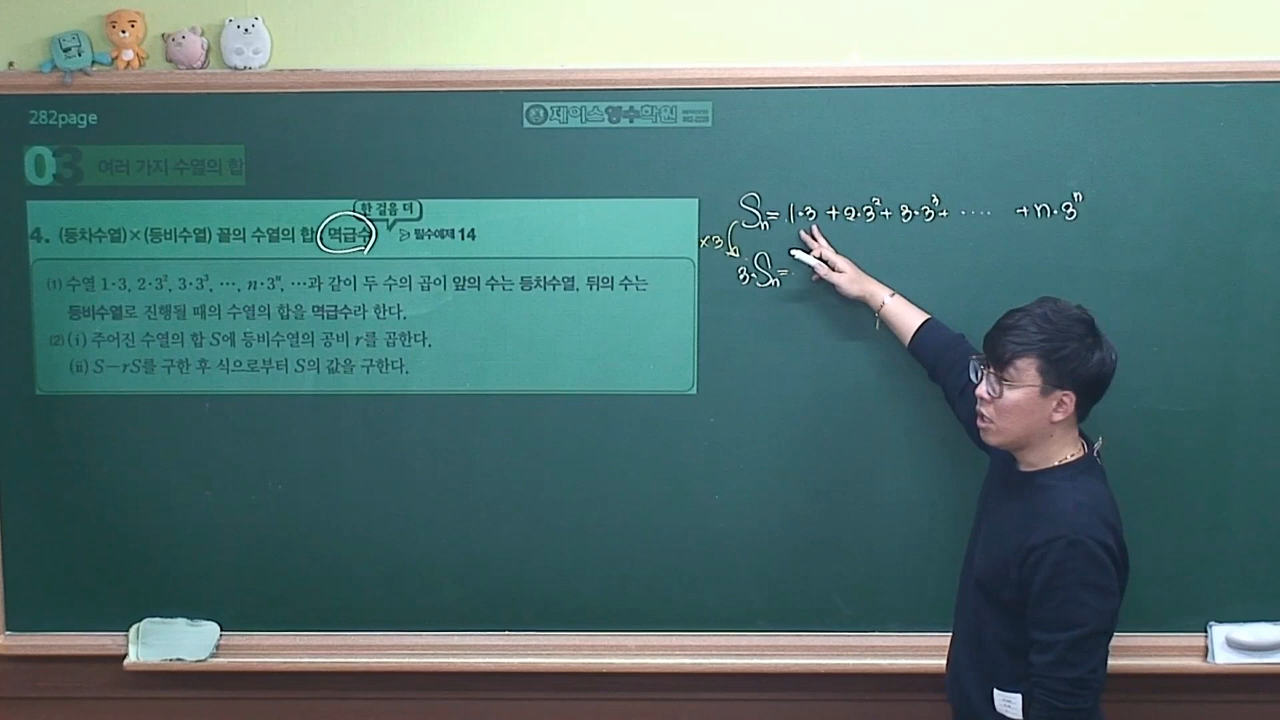 282page
제이스영수학원
03 여러 가지 수열의 합
한 걸음 더
4. (등차수열)×(등비수열) 꼴의 수열의 합 멱급수 ▷ 필수예제 14
(1) 수열 1·3, 2·3², 3·3³, ⋯, n·3ⁿ, ⋯과 같이 두 수의 곱이 앞의 수는 등차수열, 뒤의 수는
등비수열로 진행될 때의 수열의 합을 멱급수라 한다.
(2) (ⅰ) 주어진 수열의 합 S에 등비수열의 공비 r를 곱한다.
(ⅱ) S−rS를 구한 후 식으로부터 S의 값을 구한다.
Sₙ= 1·3 + 2·3² + 3·3³ + ⋯⋯ + n·3ⁿ
×3
3·Sₙ=